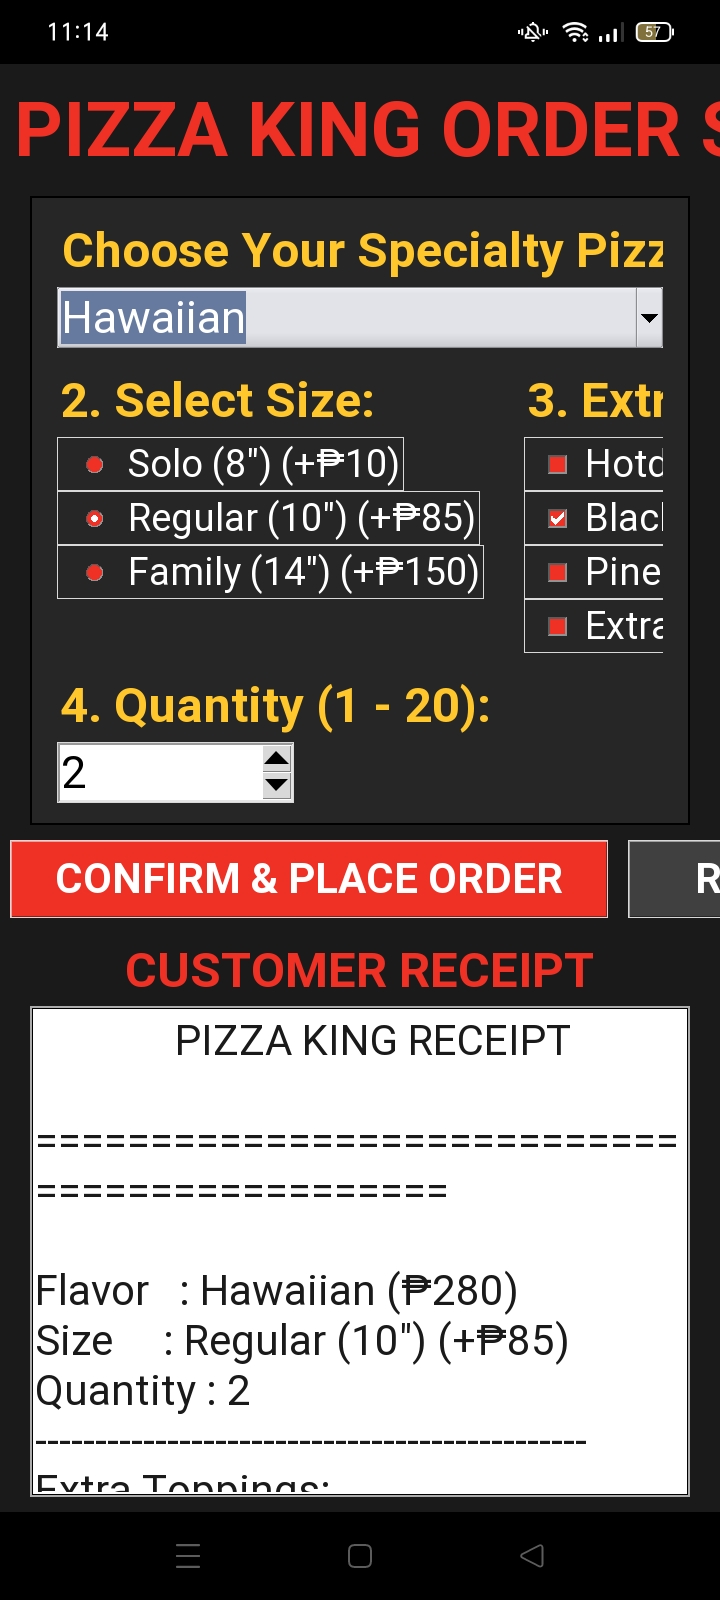 11:14
57
PIZZA KING ORDER S
Choose Your Specialty Pizz
Hawaiian
2. Select Size:
3. Extr
Solo (8") (+₱10)
Regular (10") (+₱85)
Family (14") (+₱150)
Hotd
Blacl
Pine
Extra
4. Quantity (1 - 20):
2
CONFIRM & PLACE ORDER
R
CUSTOMER RECEIPT
PIZZA KING RECEIPT
============================
==================
Flavor : Hawaiian (₱280)
Size : Regular (10") (+₱85)
Quantity : 2
----------------------------------------------
Extra Toppings: